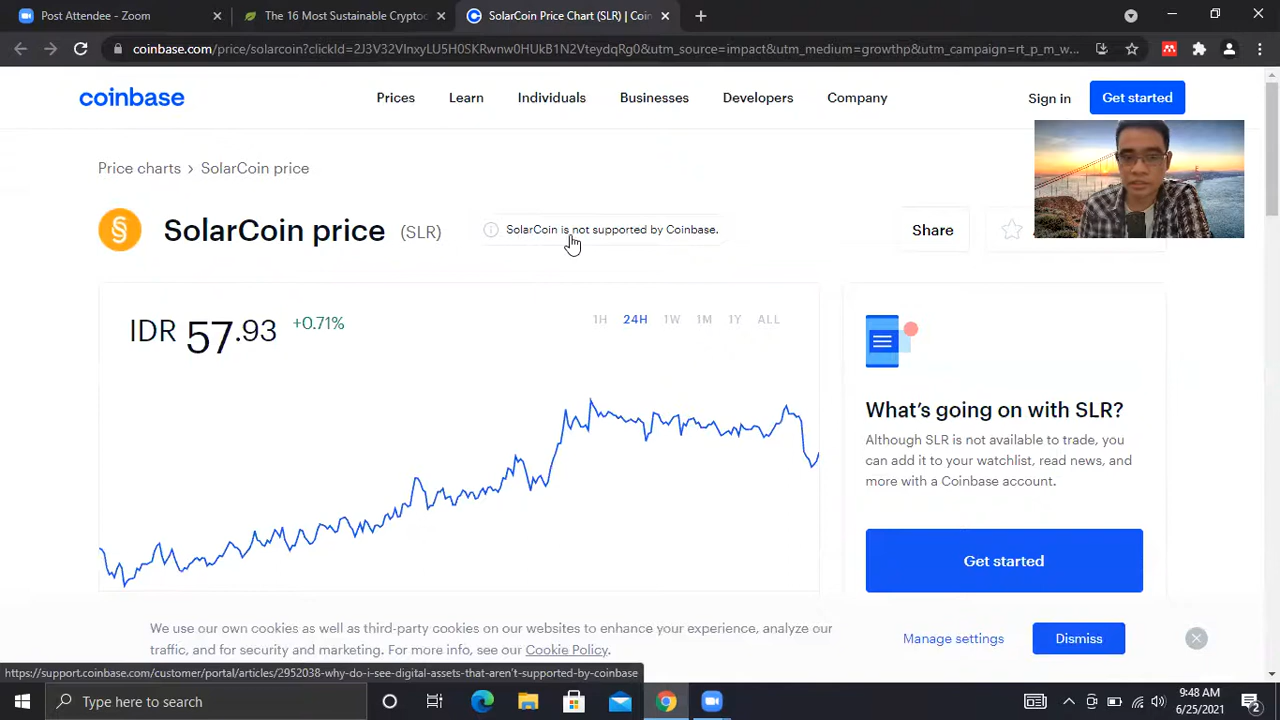 Post Attendee - Zoom
The 16 Most Sustainable Cryptoc
SolarCoin Price Chart (SLR) | Coin
coinbase.com/price/solarcoin?clickId=2J3V32VInxyLU5H0SKRwnw0HUkB1N2VteydqRg0&utm_source=impact&utm_medium=growthp&utm_campaign=rt_p_m_w...
coinbase
Prices
Learn
Individuals
Businesses
Developers
Company
Sign in
Get started
Price charts › SolarCoin price
§
SolarCoin price (SLR)
SolarCoin is not supported by Coinbase.
Share
IDR 57.93 +0.71%
1H 24H 1W 1M 1Y ALL
What's going on with SLR?
Although SLR is not available to trade, you
can add it to your watchlist, read news, and
more with a Coinbase account.
Get started
We use our own cookies as well as third-party cookies on our websites to enhance your experience, analyze our
traffic, and for security and marketing. For more info, see our Cookie Policy.
Manage settings
Dismiss
https://support.coinbase.com/customer/portal/articles/2952038-why-do-i-see-digital-assets-that-aren't-supported-by-coinbase
Type here to search
9:48 AM
6/25/2021
2